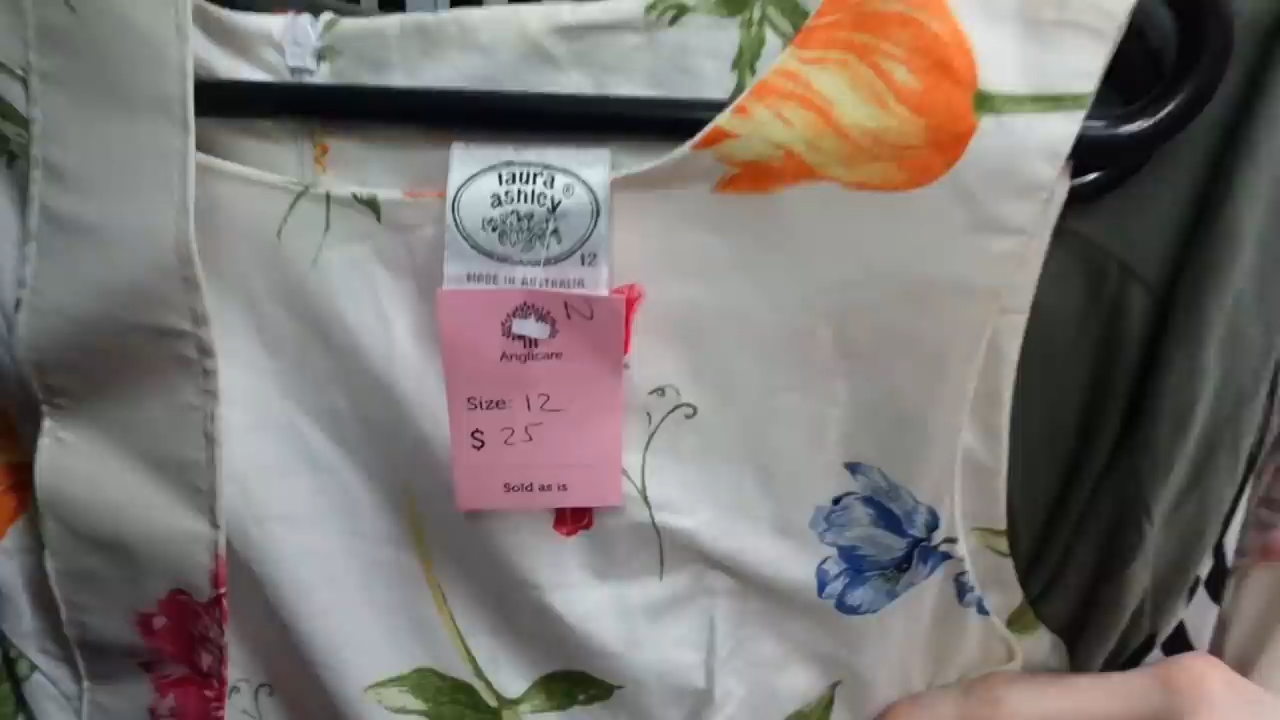 laura
ashley ®
12
MADE IN AUSTRALIA
N
Anglicare
Size: 12
$ 25
Sold as is